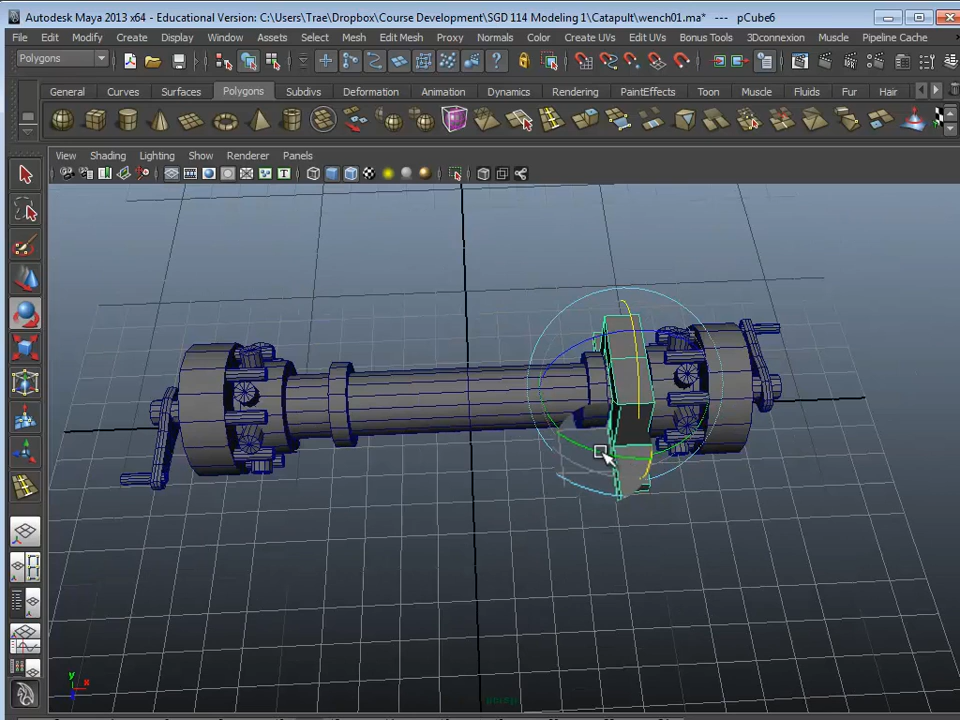 Autodesk Maya 2013 x64 - Educational Version: C:\Users\Trae\Dropbox\Course Development\SGD 114 Modeling 1\Catapult\wench01.ma* --- pCube6
File Edit Modify Create Display Window Assets Select Mesh Edit Mesh Proxy Normals Color Create UVs Edit UVs Bonus Tools 3Dconnexion Muscle Pipeline Cache
Polygons
General Curves Surfaces Polygons Subdivs Deformation Animation Dynamics Rendering PaintEffects Toon Muscle Fluids Fur Hair
View Shading Lighting Show Renderer Panels
y
x
persp